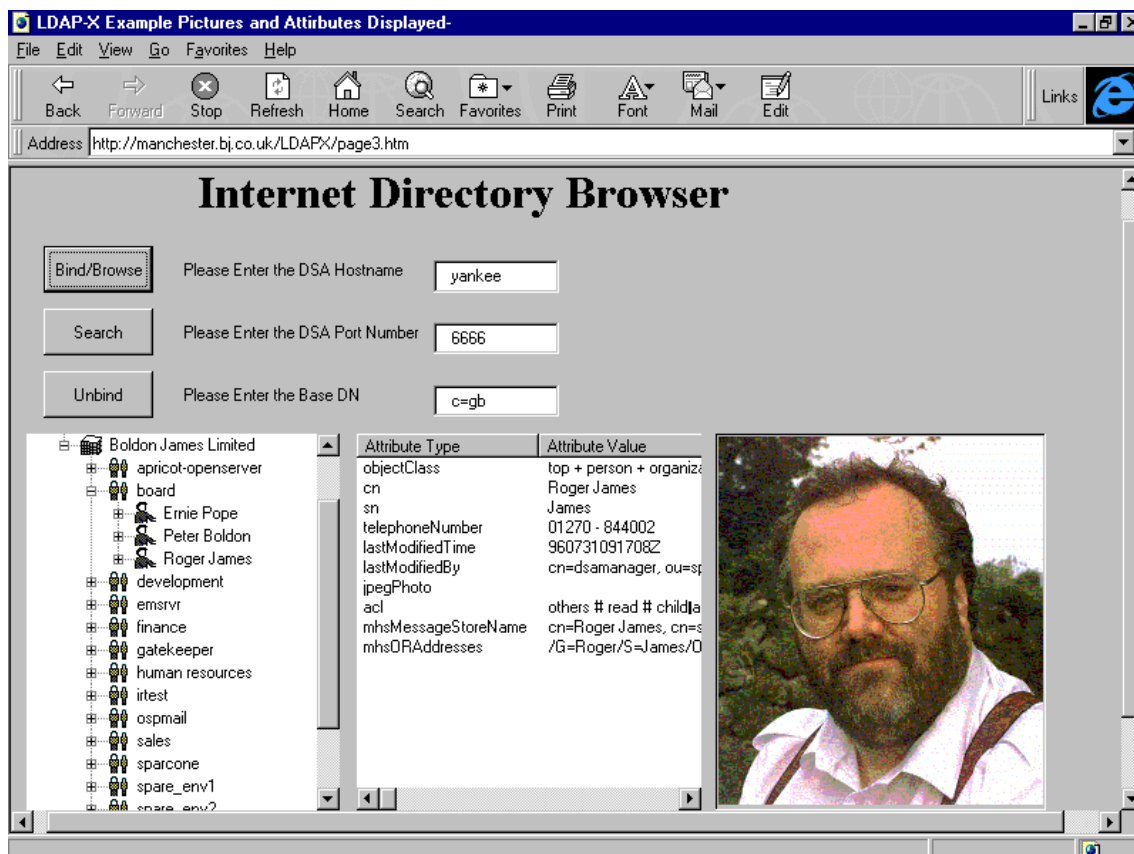 LDAP-X Example Pictures and Attirbutes Displayed-
File Edit View Go Favorites Help
Back Forward Stop Refresh Home Search Favorites Print Font Mail Edit Links
Address http://manchester.bj.co.uk/LDAPX/page3.htm
Internet Directory Browser
Bind/Browse Please Enter the DSA Hostname yankee
Search Please Enter the DSA Port Number 6666
Unbind Please Enter the Base DN c=gb
Boldon James Limited
apricot-openserver
board
Ernie Pope
Peter Boldon
Roger James
development
emsrvr
finance
gatekeeper
human resources
irtest
ospmail
sales
sparcone
spare_env1
spare_env2
Attribute Type Attribute Value
objectClass top + person + organiza
cn Roger James
sn James
telephoneNumber 01270 - 844002
lastModifiedTime 960731091708Z
lastModifiedBy cn=dsamanager, ou=sp
jpegPhoto
acl others # read # child
mhsMessageStoreName cn=Roger James, cn=s
mhsORAddresses /G=Roger/S=James/O